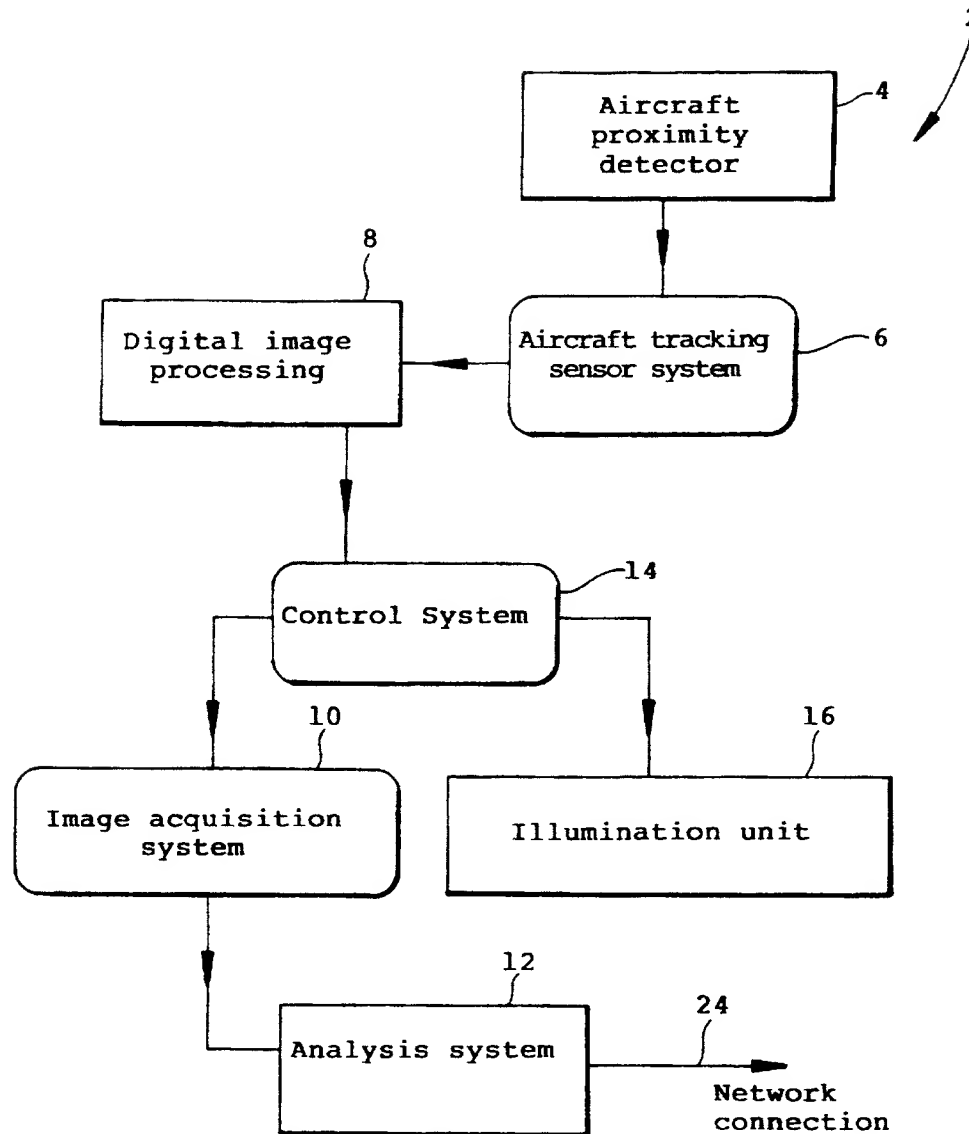 2
4
Aircraft
proximity
detector
8
Digital image
processing
Aircraft tracking
sensor system
6
14
Control System
10
16
Image acquisition
system
Illumination unit
12
24
Analysis system
Network
connection